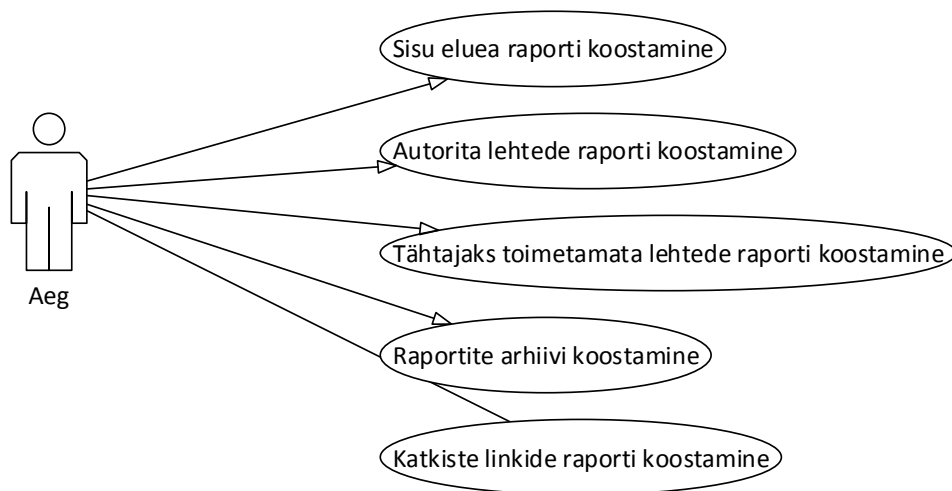 Sisu eluea raporti koostamine
Autorita lehtede raporti koostamine
Tähtajaks toimetamata lehtede raporti koostamine
Aeg
Raportite arhiivi koostamine
Katkiste linkide raporti koostamine